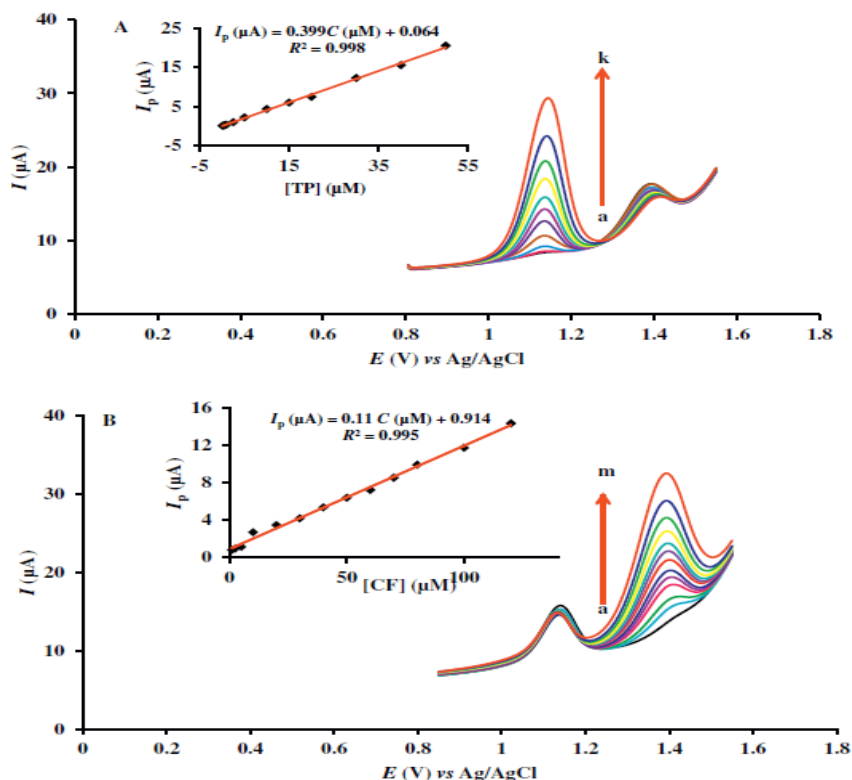 A
I_p (µA) = 0.399C (µM) + 0.064
R² = 0.998
I_p (µA)
25
15
5
-5
-5 15 35 55
[TP] (µM)
k
a
I (µA)
40
30
20
10
0
0 0.2 0.4 0.6 0.8 1 1.2 1.4 1.6 1.8
E (V) vs Ag/AgCl
B
I_p (µA) = 0.11 C (µM) + 0.914
R² = 0.995
I_p (µA)
16
12
8
4
0
0 50 100
[CF] (µM)
m
a
I (µA)
40
30
20
10
0
0 0.2 0.4 0.6 0.8 1 1.2 1.4 1.6 1.8
E (V) vs Ag/AgCl